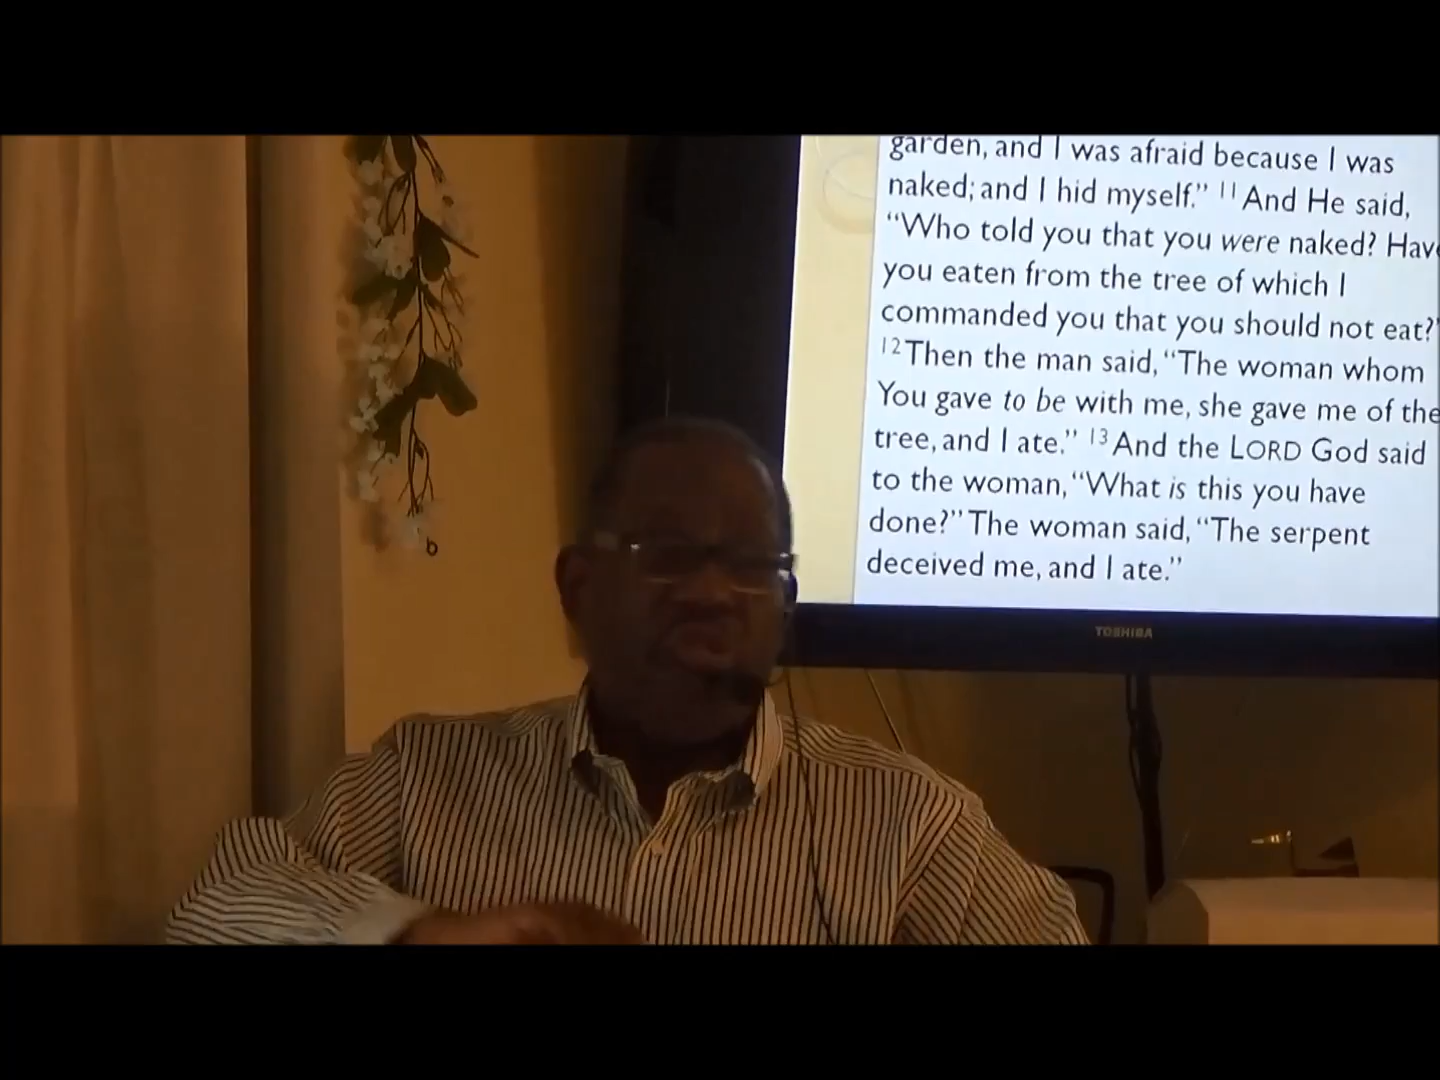 garden, and I was afraid because I was
naked; and I hid myself.” 11 And He said,
“Who told you that you were naked? Have
you eaten from the tree of which I
commanded you that you should not eat?”
12 Then the man said, “The woman whom
You gave to be with me, she gave me of the
tree, and I ate.” 13 And the LORD God said
to the woman, “What is this you have
done?” The woman said, “The serpent
deceived me, and I ate.”
TOSHIBA